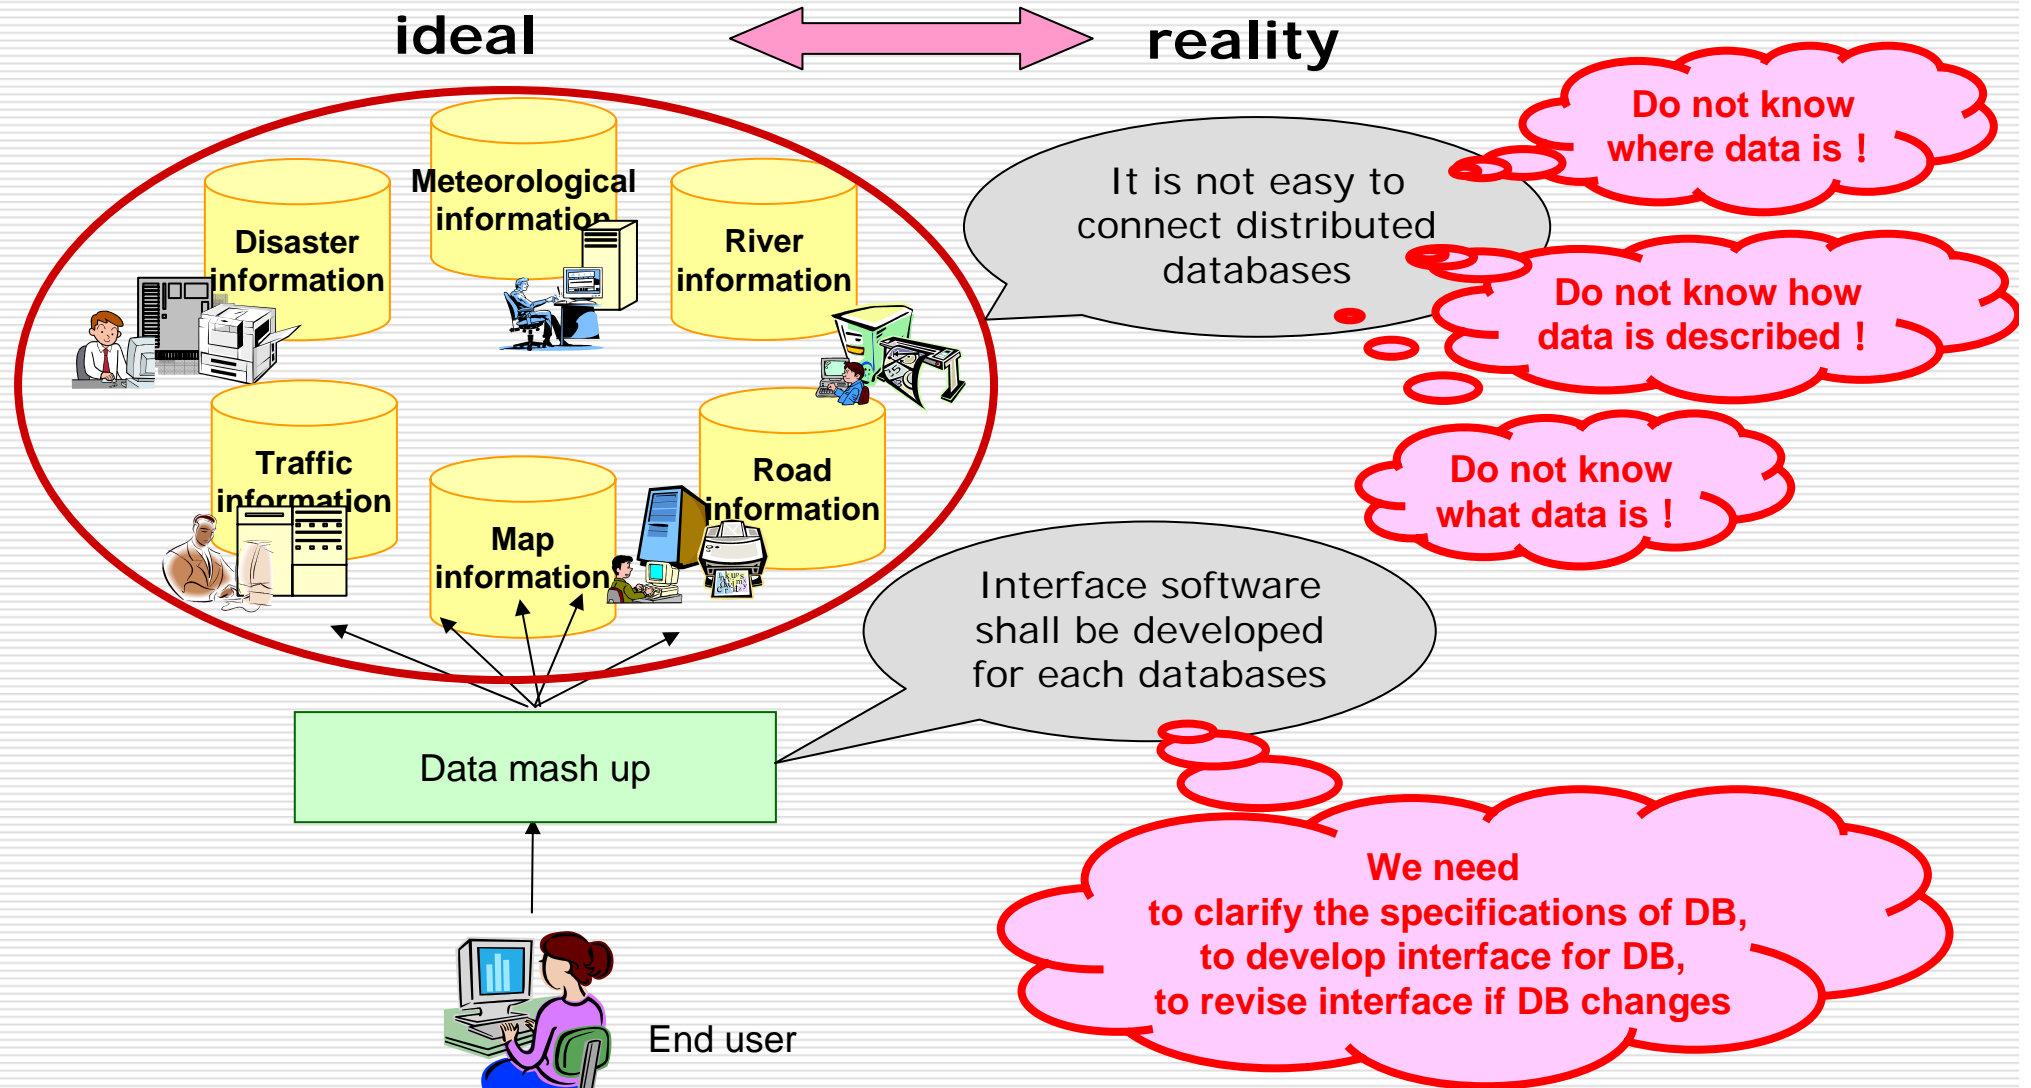 ideal
reality
Meteorological
information
Disaster
information
River
information
Traffic
information
Map
information
Road
information
Data mash up
End user
It is not easy to
connect distributed
databases
Do not know
where data is !
Do not know how
data is described !
Do not know
what data is !
Interface software
shall be developed
for each databases
We need
to clarify the specifications of DB,
to develop interface for DB,
to revise interface if DB changes